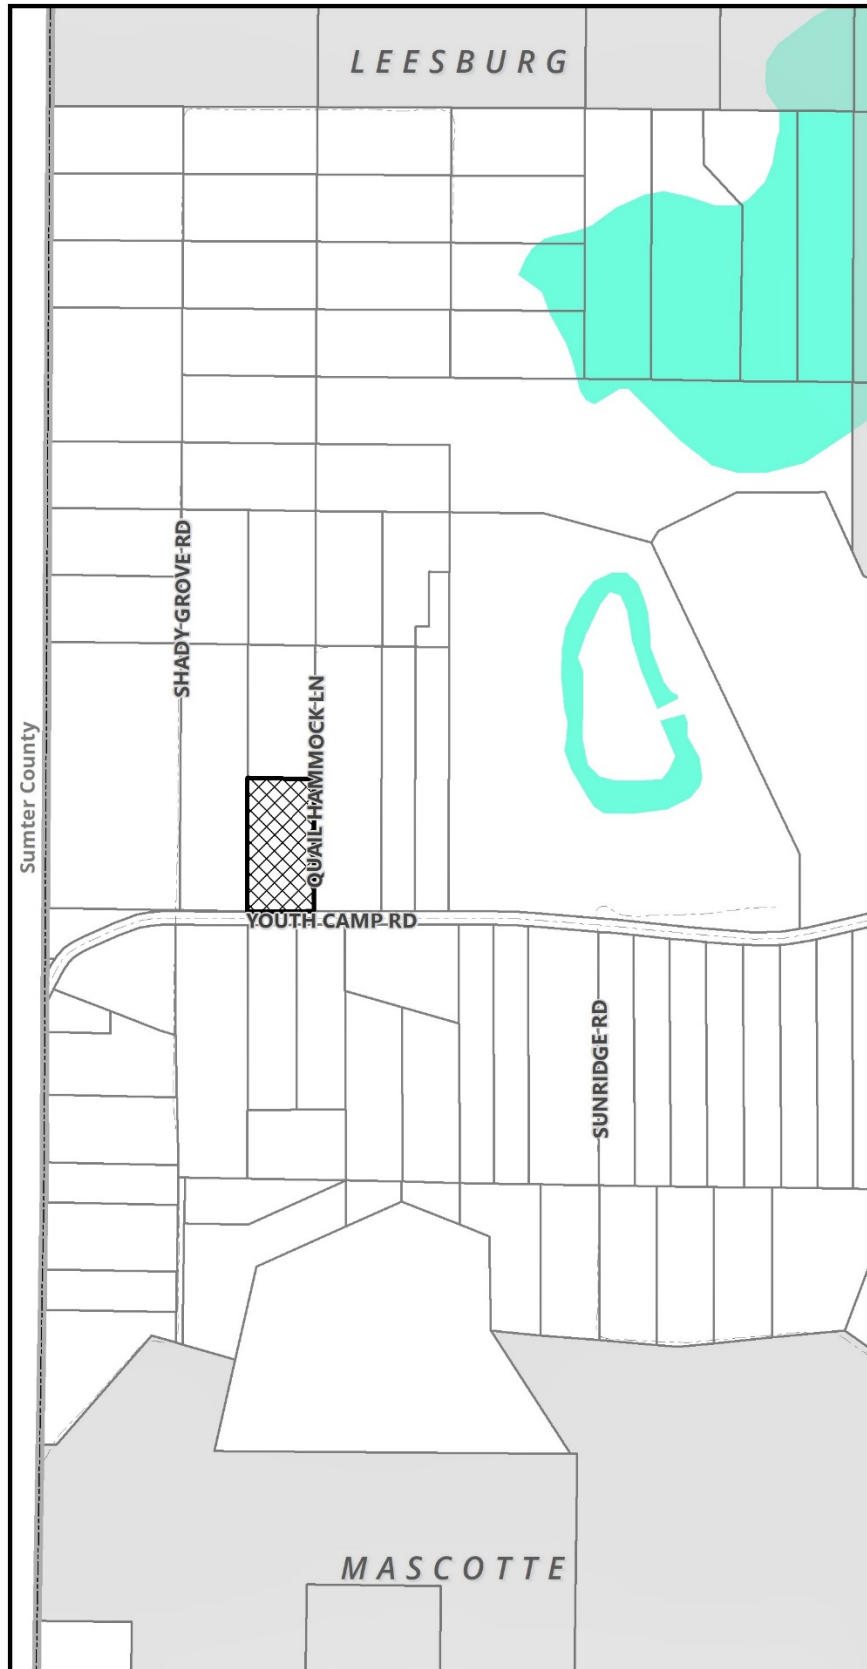 LEESBURG
SHADY GROVE RD
QUAIL HAMMOCK LN
Sumter County
YOUTH CAMP RD
SUNRIDGE RD
MASCOTTE